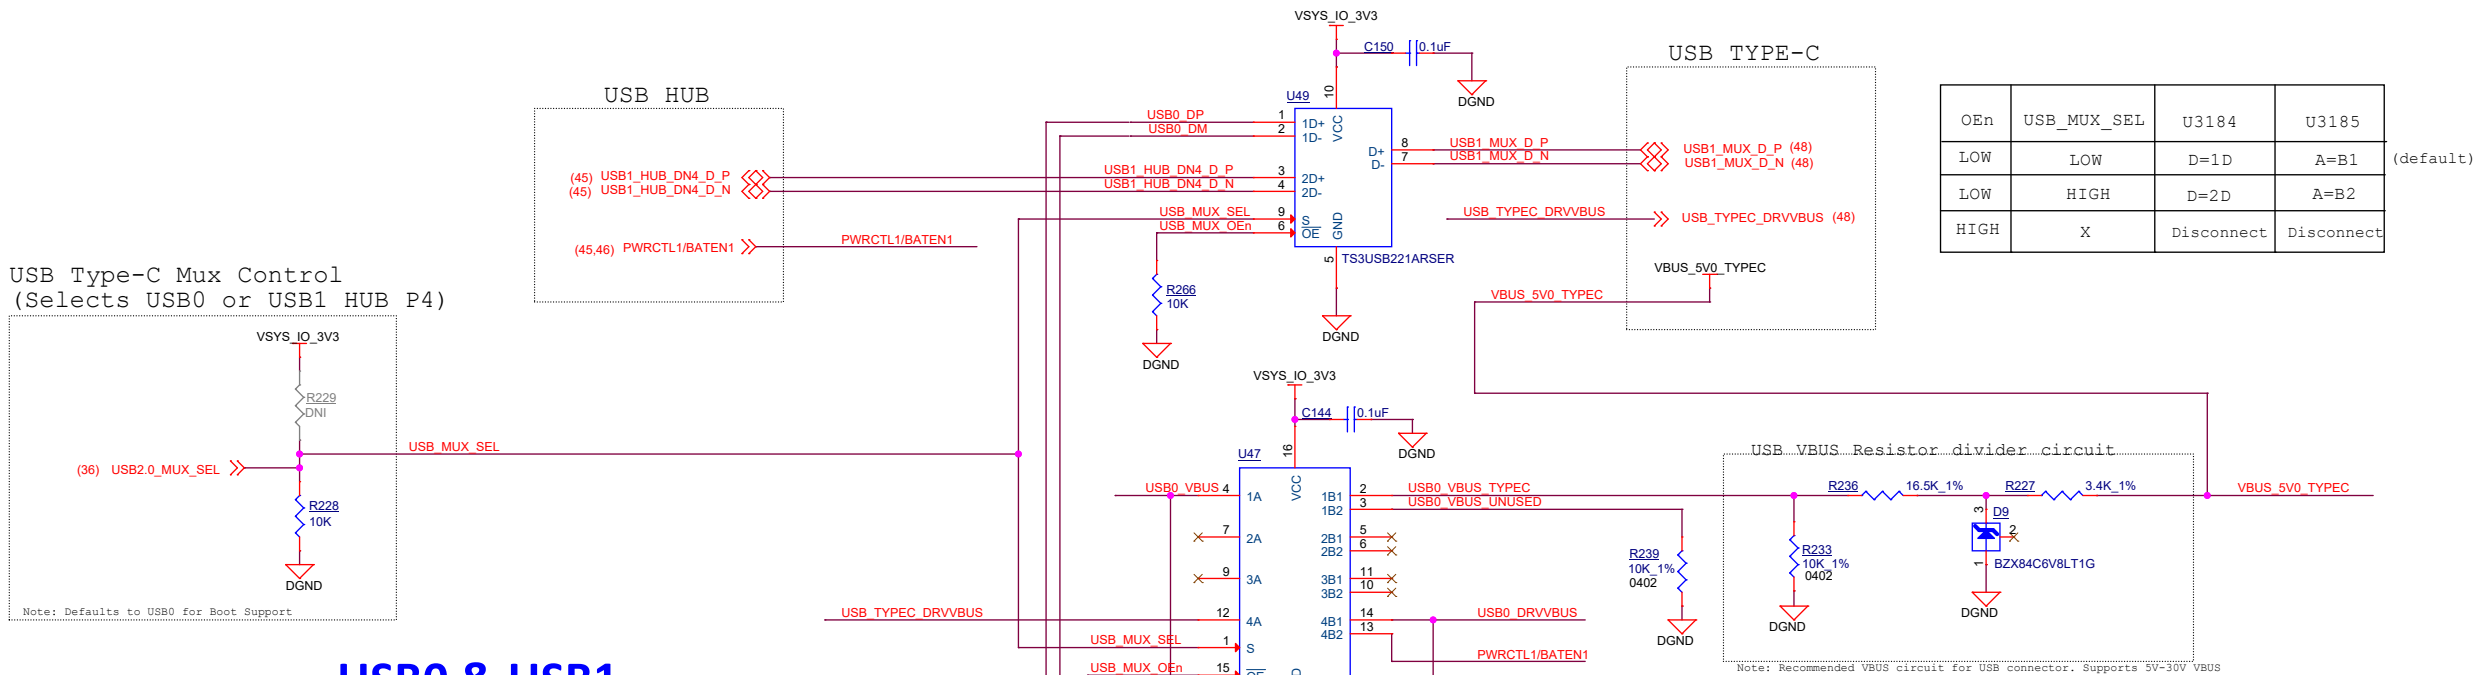 VSYS_IO_3V3
C150 0.1uF
DGND
USB TYPE-C
USB HUB
U49
10
VCC
USB0_DP 1 1D+
USB0_DM 2 1D-
USB1_HUB_DN4_D_P 3 2D+
USB1_HUB_DN4_D_N 4 2D-
USB_MUX_SEL 9 S
USB_MUX_OEn 6 OE
GND
5
TS3USB221ARSER
DGND
D+ 8 USB1_MUX_D_P
D- 7 USB1_MUX_D_N
USB1_MUX_D_P (48)
USB1_MUX_D_N (48)
USB_TYPEC_DRVVBUS
USB_TYPEC_DRVVBUS (48)
VBUS_5V0_TYPEC
VBUS_5V0_TYPEC
(45) USB1_HUB_DN4_D_P
(45) USB1_HUB_DN4_D_N
(45,46) PWRCTL1/BATEN1
PWRCTL1/BATEN1
R266
10K
DGND
OEn USB_MUX_SEL U3184 U3185
LOW LOW D=1D A=B1 (default)
LOW HIGH D=2D A=B2
HIGH X Disconnect Disconnect
USB Type-C Mux Control
(Selects USB0 or USB1 HUB P4)
VSYS_IO_3V3
R229
DNI
USB_MUX_SEL
(36) USB2.0_MUX_SEL
R228
10K
DGND
Note: Defaults to USB0 for Boot Support
VSYS_IO_3V3
C144 0.1uF
DGND
U47
16
VCC
USB0_VBUS 4 1A
7 2A
9 3A
USB_TYPEC_DRVVBUS 12 4A
USB_MUX_SEL 1 S
USB_MUX_OEn 15 OE
1B1 2 USB0_VBUS_TYPEC
1B2 3 USB0_VBUS_UNUSED
2B1 5
2B2 6
3B1 11
3B2 10
4B1 14 USB0_DRVVBUS
4B2 13
PWRCTL1/BATEN1
R239
10K_1%
0402
DGND
USB VBUS Resistor divider circuit
R236 16.5K_1%
R227 3.4K_1%
VBUS_5V0_TYPEC
R233
10K_1%
0402
DGND
3
D9
2
1
BZX84C6V8LT1G
DGND
Note: Recommended VBUS circuit for USB connector. Supports 5V-30V VBUS
USB0 & USB1